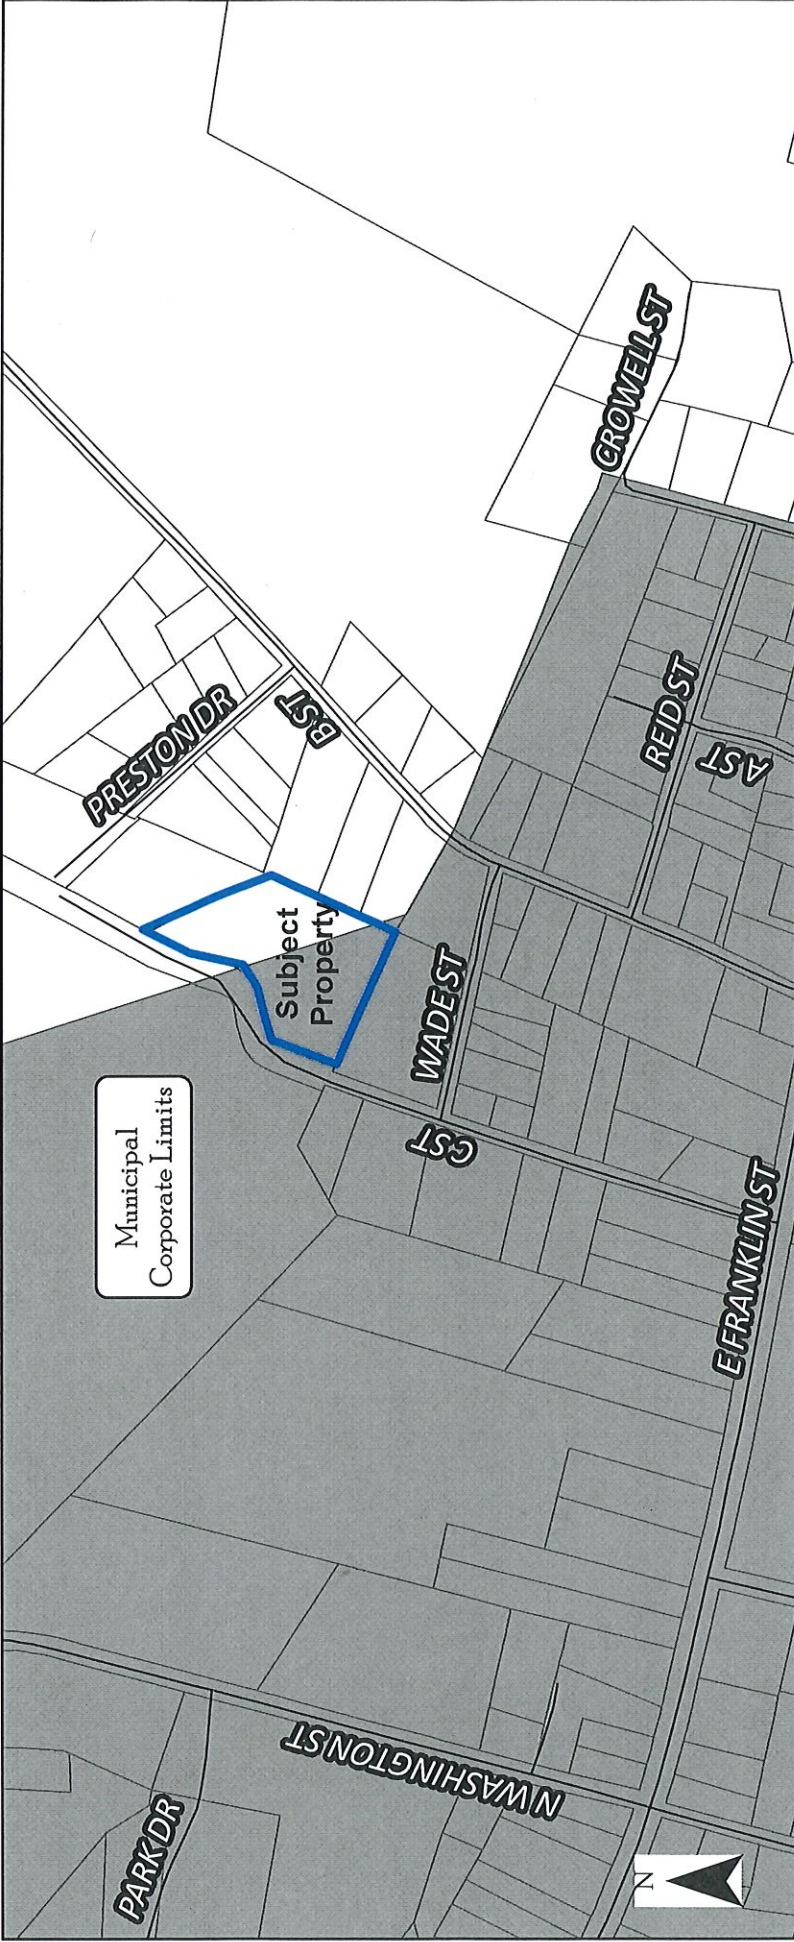 PRESTON DR
B ST
CROWELL ST
Municipal
Corporate Limits
Subject
Property
WADE ST
C ST
REID ST
A ST
E FRANKLIN ST
N WASHINGTON ST
PARK DR
N